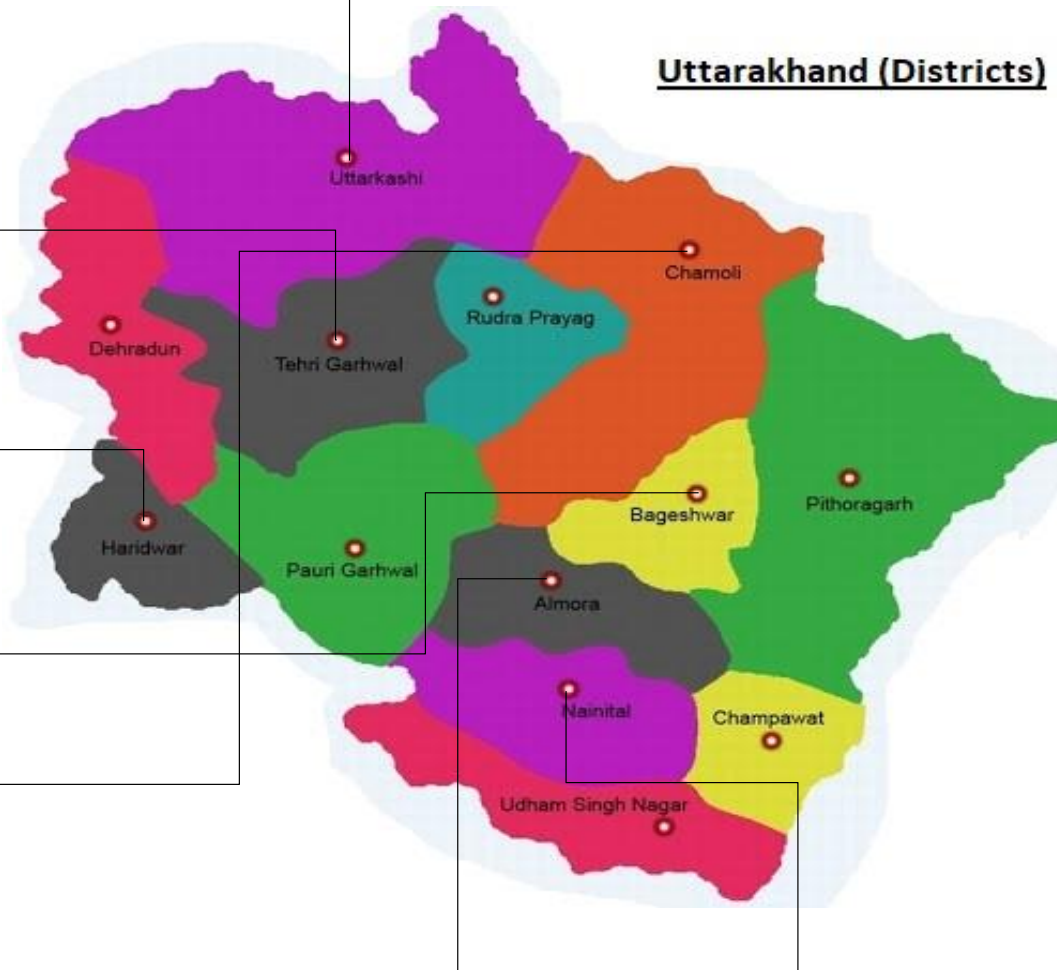 Uttarakhand (Districts)
Uttarkashi
Chamoli
Rudra Prayag
Dehradun
Tehri Garhwal
Pithoragarh
Bageshwar
Haridwar
Pauri Garhwal
Almora
Nainital
Champawat
Udham Singh Nagar